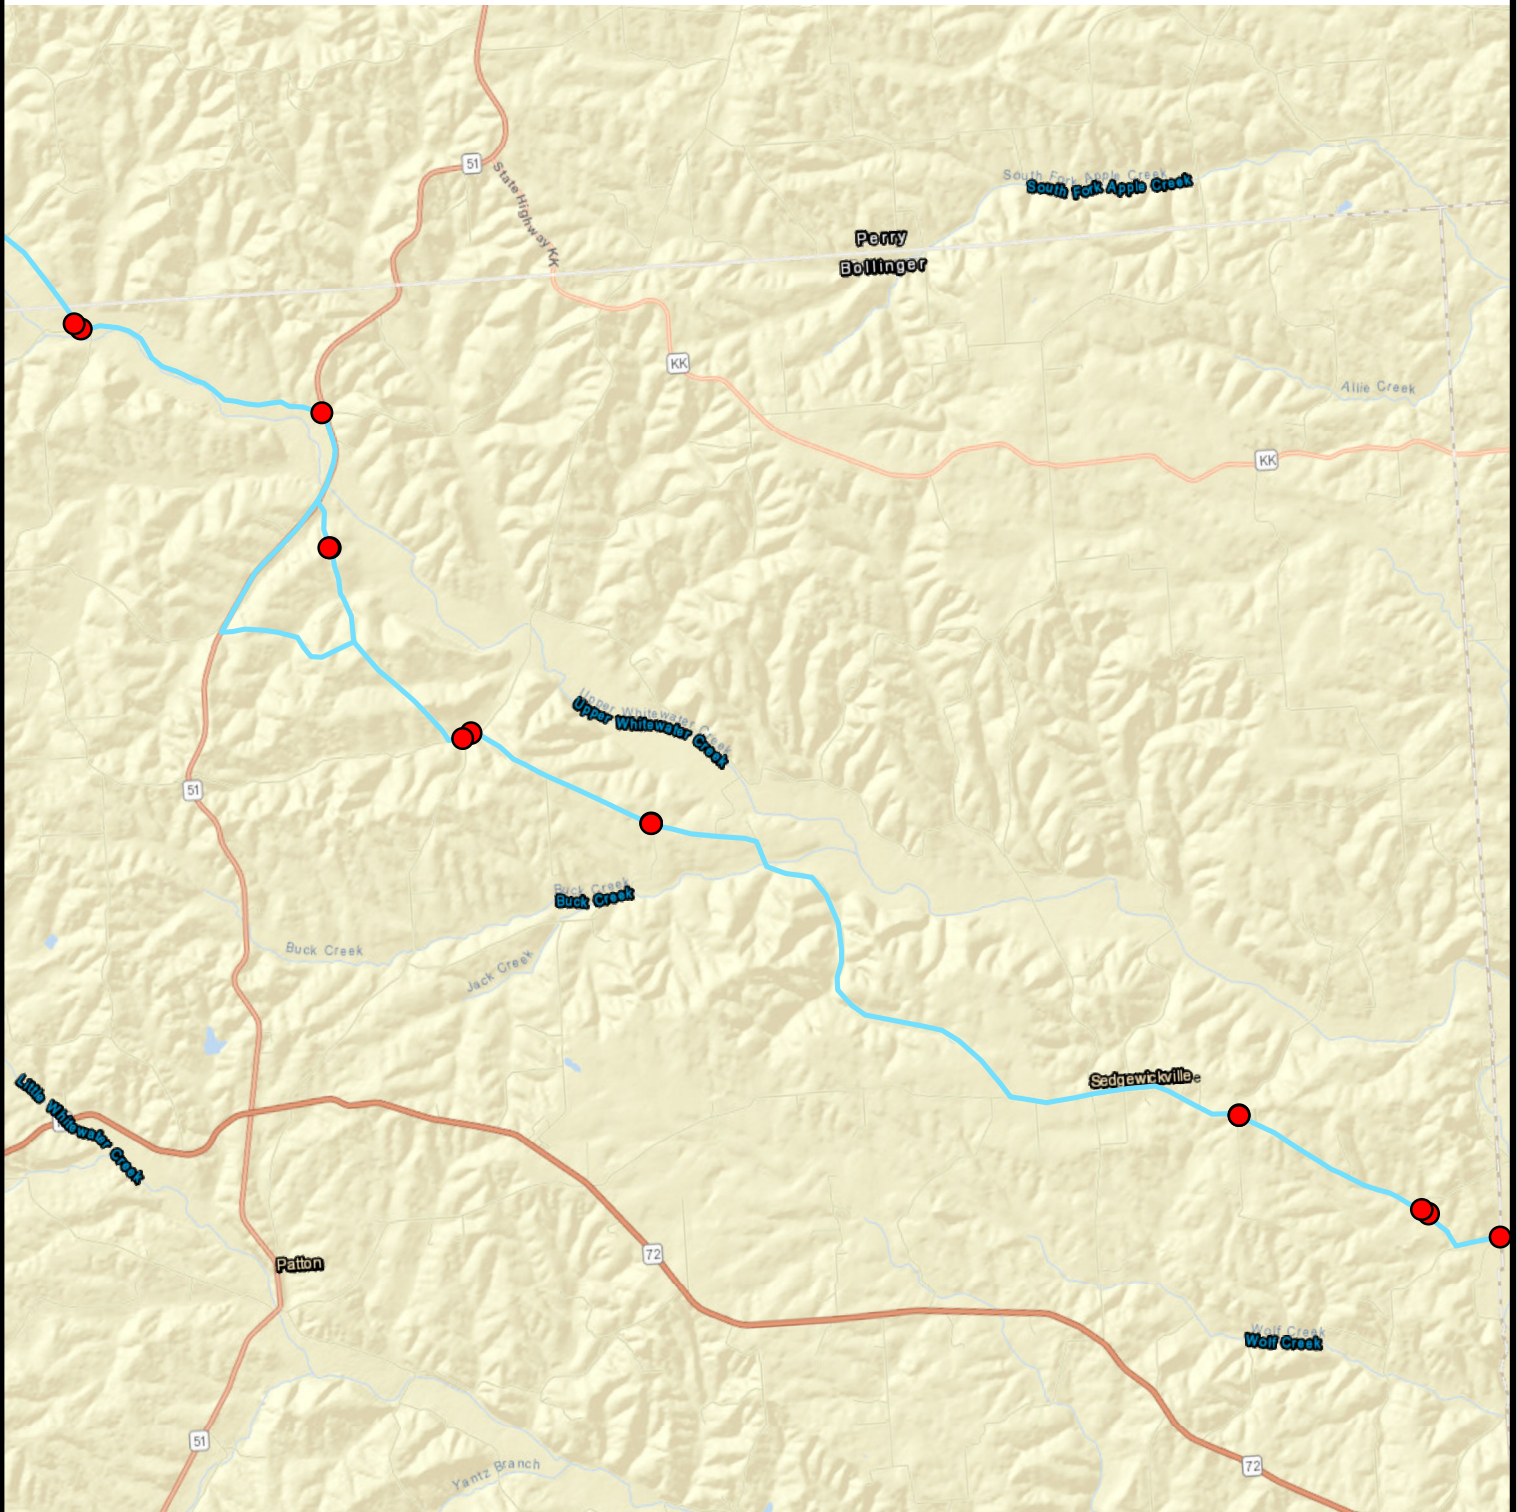 51
State Highway KK
South Fork Apple Creek
South Fork Apple Creek
Perry
Bollinger
KK
Allie Creek
KK
Upper Whitewater Creek
Upper Whitewater Creek
51
Buck Creek
Buck Creek
Buck Creek
Jack Creek
Sedgewickville
Little Whitewater Creek
Patton
72
Wolf Creek
Wolf Creek
51
Yantz Branch
72